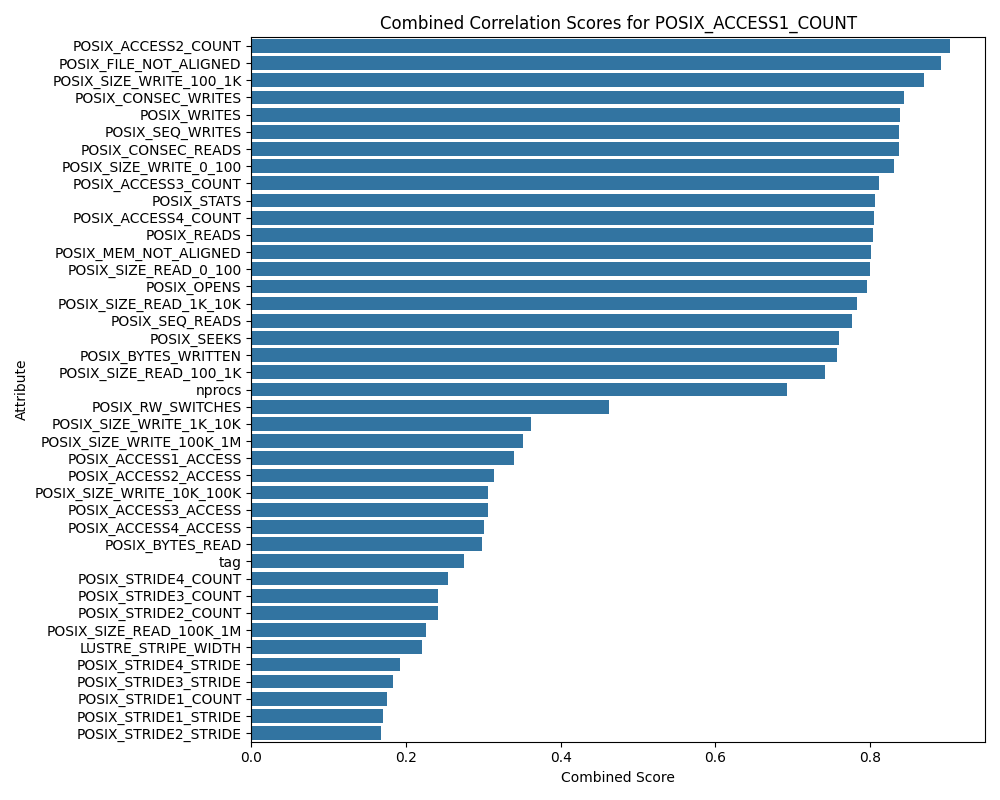 Combined Correlation Scores for POSIX_ACCESS1_COUNT
POSIX_ACCESS2_COUNT
POSIX_FILE_NOT_ALIGNED
POSIX_SIZE_WRITE_100_1K
POSIX_CONSEC_WRITES
POSIX_WRITES
POSIX_SEQ_WRITES
POSIX_CONSEC_READS
POSIX_SIZE_WRITE_0_100
POSIX_ACCESS3_COUNT
POSIX_STATS
POSIX_ACCESS4_COUNT
POSIX_READS
POSIX_MEM_NOT_ALIGNED
POSIX_SIZE_READ_0_100
POSIX_OPENS
POSIX_SIZE_READ_1K_10K
POSIX_SEQ_READS
POSIX_SEEKS
POSIX_BYTES_WRITTEN
POSIX_SIZE_READ_100_1K
nprocs
POSIX_RW_SWITCHES
POSIX_SIZE_WRITE_1K_10K
POSIX_SIZE_WRITE_100K_1M
POSIX_ACCESS1_ACCESS
POSIX_ACCESS2_ACCESS
POSIX_SIZE_WRITE_10K_100K
POSIX_ACCESS3_ACCESS
POSIX_ACCESS4_ACCESS
POSIX_BYTES_READ
tag
POSIX_STRIDE4_COUNT
POSIX_STRIDE3_COUNT
POSIX_STRIDE2_COUNT
POSIX_SIZE_READ_100K_1M
LUSTRE_STRIPE_WIDTH
POSIX_STRIDE4_STRIDE
POSIX_STRIDE3_STRIDE
POSIX_STRIDE1_COUNT
POSIX_STRIDE1_STRIDE
POSIX_STRIDE2_STRIDE
Attribute
0.0 0.2 0.4 0.6 0.8
Combined Score